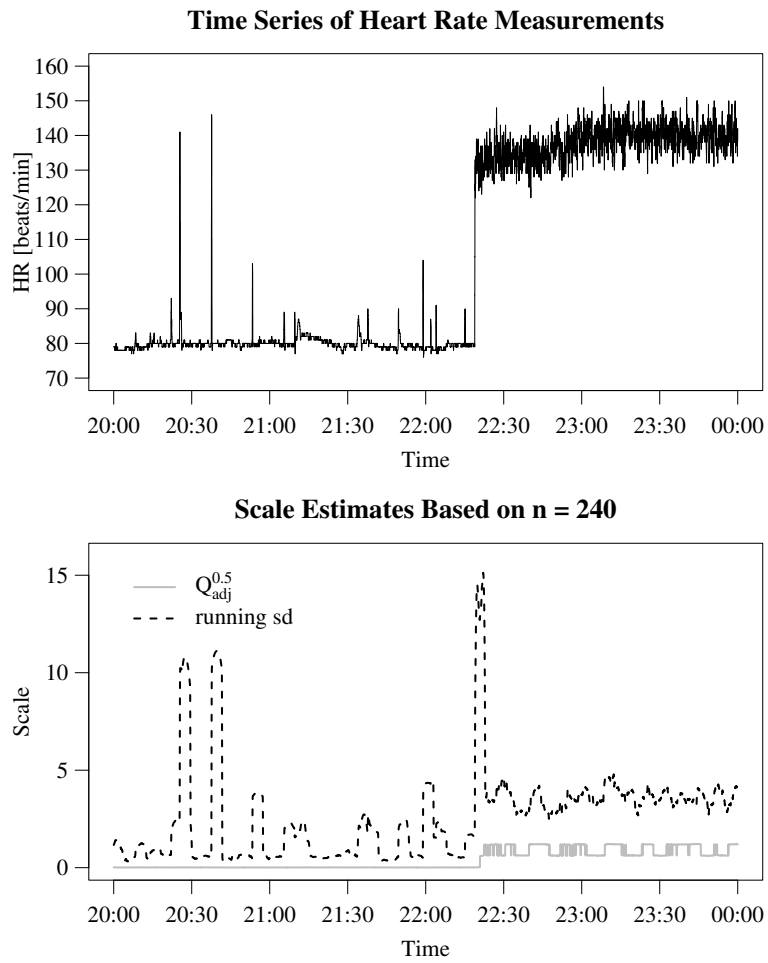 Time Series of Heart Rate Measurements
HR [beats/min]
160
150
140
130
120
110
100
90
80
70
20:00 20:30 21:00 21:30 22:00 22:30 23:00 23:30 00:00
Time
Scale Estimates Based on n = 240
Scale
15
10
5
0
Q^{0.5}_{adj}
running sd
20:00 20:30 21:00 21:30 22:00 22:30 23:00 23:30 00:00
Time